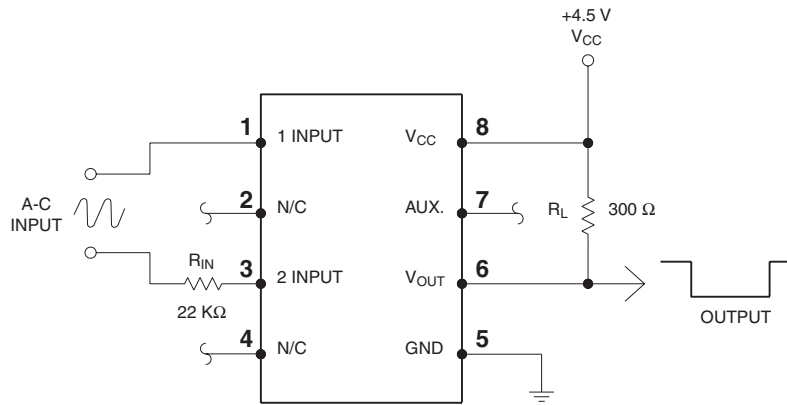 +4.5 V
VCC
1
1 INPUT
VCC
8
A-C
INPUT
2
N/C
AUX.
7
RL
300 Ω
RIN
22 KΩ
3
2 INPUT
VOUT
6
OUTPUT
4
N/C
GND
5